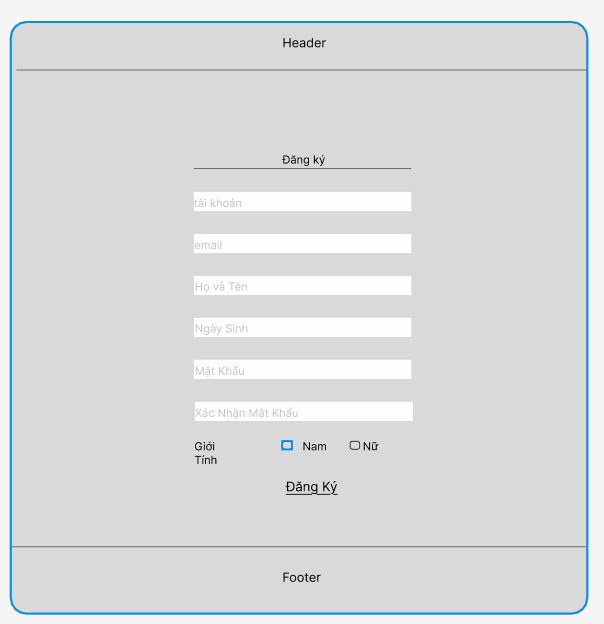 Header
Đăng ký
tài khoản
email
Họ và Tên
Ngày Sinh
Mật Khẩu
Xác Nhận Mật Khẩu
Giới
Tính
Nam
Nữ
Đăng Ký
Footer